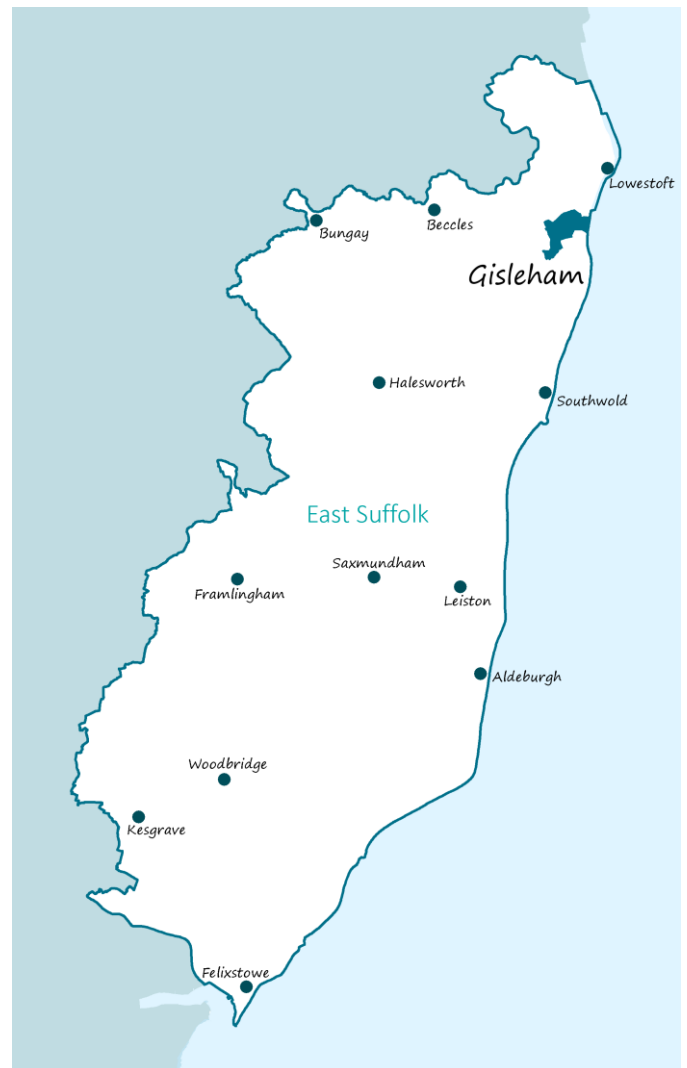 Lowestoft
Beccles
Bungay
Gisleham
Halesworth
Southwold
East Suffolk
Saxmundham
Framlingham
Leiston
Aldeburgh
Woodbridge
Kesgrave
Felixstowe